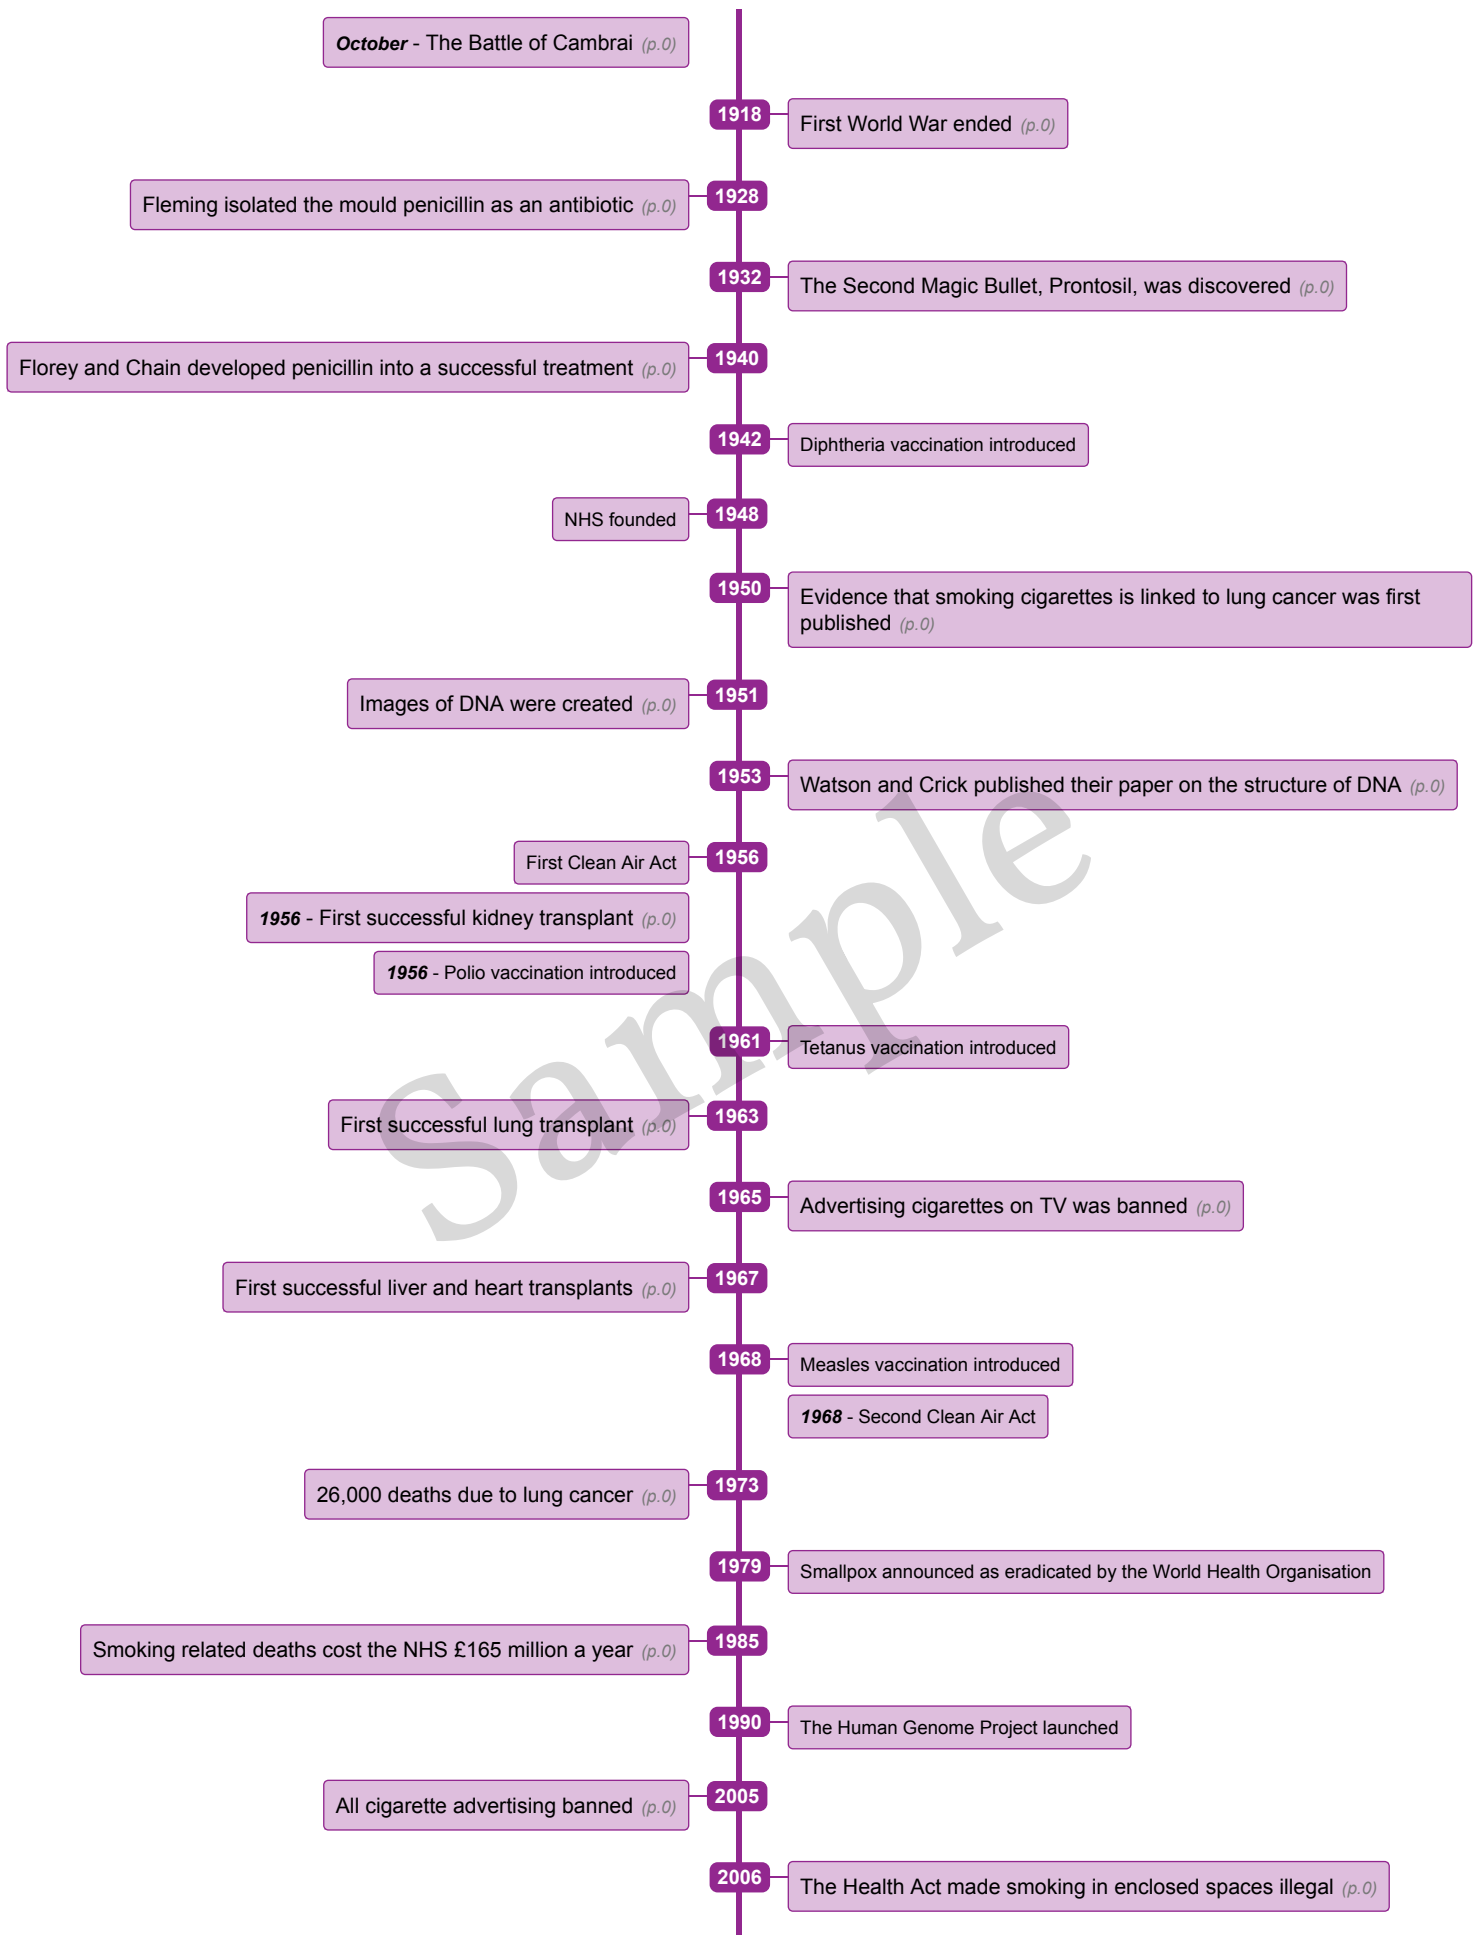 October - The Battle of Cambrai (p.0)
1918
First World War ended (p.0)
1928
Fleming isolated the mould penicillin as an antibiotic (p.0)
1932
The Second Magic Bullet, Prontosil, was discovered (p.0)
1940
Florey and Chain developed penicillin into a successful treatment (p.0)
1942
Diphtheria vaccination introduced
1948
NHS founded
1950
Evidence that smoking cigarettes is linked to lung cancer was first
published (p.0)
1951
Images of DNA were created (p.0)
1953
Watson and Crick published their paper on the structure of DNA (p.0)
1956
First Clean Air Act
1956 - First successful kidney transplant (p.0)
1956 - Polio vaccination introduced
1961
Tetanus vaccination introduced
1963
First successful lung transplant (p.0)
1965
Advertising cigarettes on TV was banned (p.0)
1967
First successful liver and heart transplants (p.0)
1968
Measles vaccination introduced
1968 - Second Clean Air Act
1973
26,000 deaths due to lung cancer (p.0)
1979
Smallpox announced as eradicated by the World Health Organisation
1985
Smoking related deaths cost the NHS £165 million a year (p.0)
1990
The Human Genome Project launched
2005
All cigarette advertising banned (p.0)
2006
The Health Act made smoking in enclosed spaces illegal (p.0)
Sample